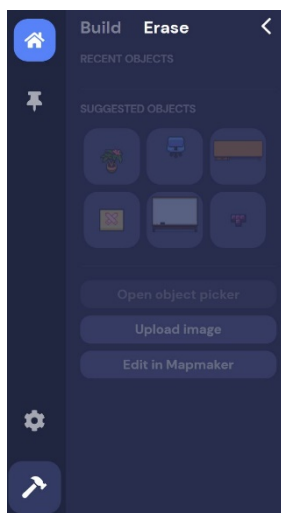 Build Erase
RECENT OBJECTS
SUGGESTED OBJECTS
Open object picker
Upload image
Edit in Mapmaker